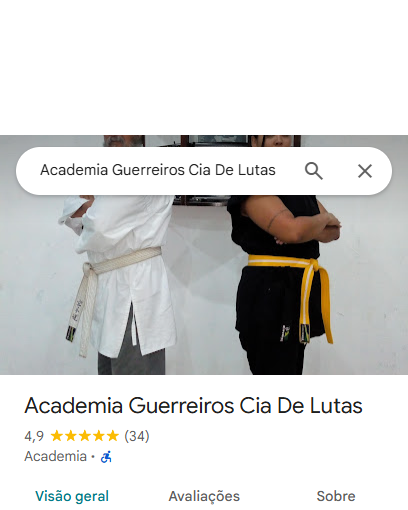 Academia Guerreiros Cia De Lutas
Academia Guerreiros Cia De Lutas
4,9 (34)
Academia ·
Visão geral Avaliações Sobre